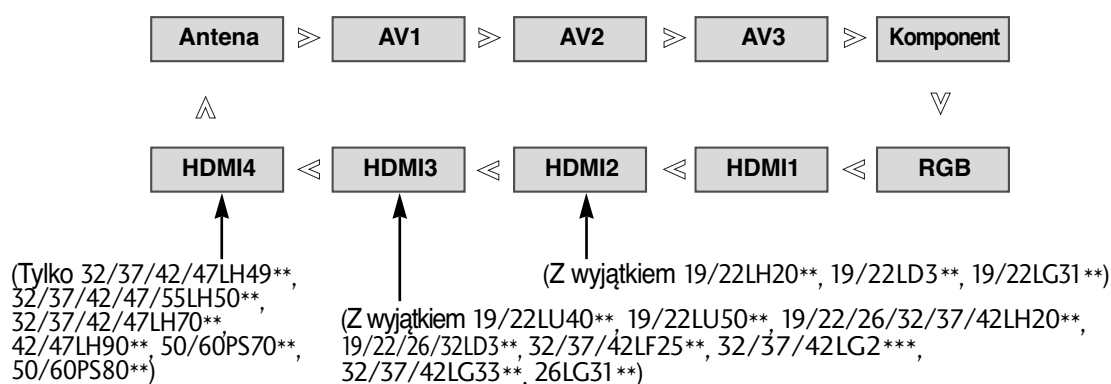 Antena AV1 AV2 AV3 Komponent
HDMI4 HDMI3 HDMI2 HDMI1 RGB
(Tylko 32/37/42/47LH49**,
32/37/42/47/55LH50**,
32/37/42/47LH70**,
42/47LH90**, 50/60PS70**,
50/60PS80**)
(Z wyjątkiem 19/22LU40**, 19/22LU50**, 19/22/26/32/37/42LH20**,
19/22/26/32LD3**, 32/37/42LF25**, 32/37/42LG2***,
32/37/42LG33**, 26LG31**)
(Z wyjątkiem 19/22LH20**, 19/22LD3**, 19/22LG31**)